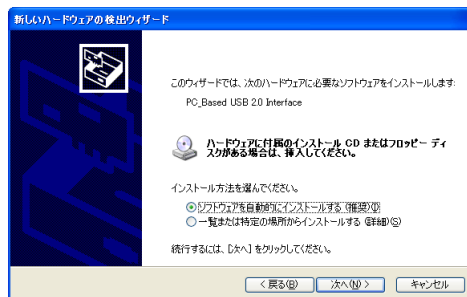 新しいハードウェアの検出ウィザード
このウィザードでは、次のハードウェアに必要なソフトウェアをインストールします:
PC_Based USB 2.0 Interface
ハードウェアに付属のインストール CD またはフロッピー ディ
スクがある場合は、挿入してください。
インストール方法を選んでください。
ソフトウェアを自動的にインストールする (推奨)(I)
一覧または特定の場所からインストールする (詳細)(S)
続行するには、[次へ] をクリックしてください。
< 戻る(B) 次へ(N) > キャンセル